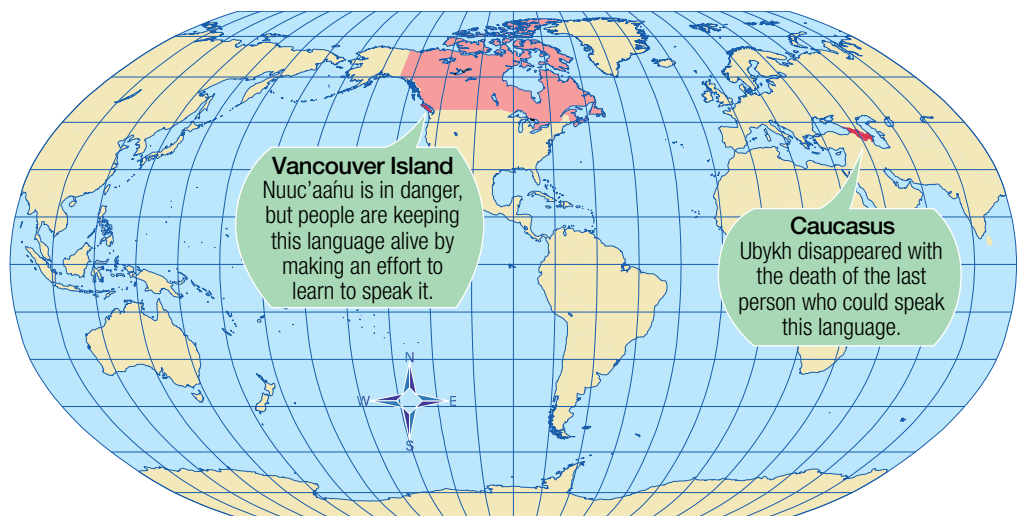 Vancouver Island
Nuuc'aańu is in danger,
but people are keeping
this language alive by
making an effort to
learn to speak it.
Caucasus
Ubykh disappeared with
the death of the last
person who could speak
this language.
N
W E
S